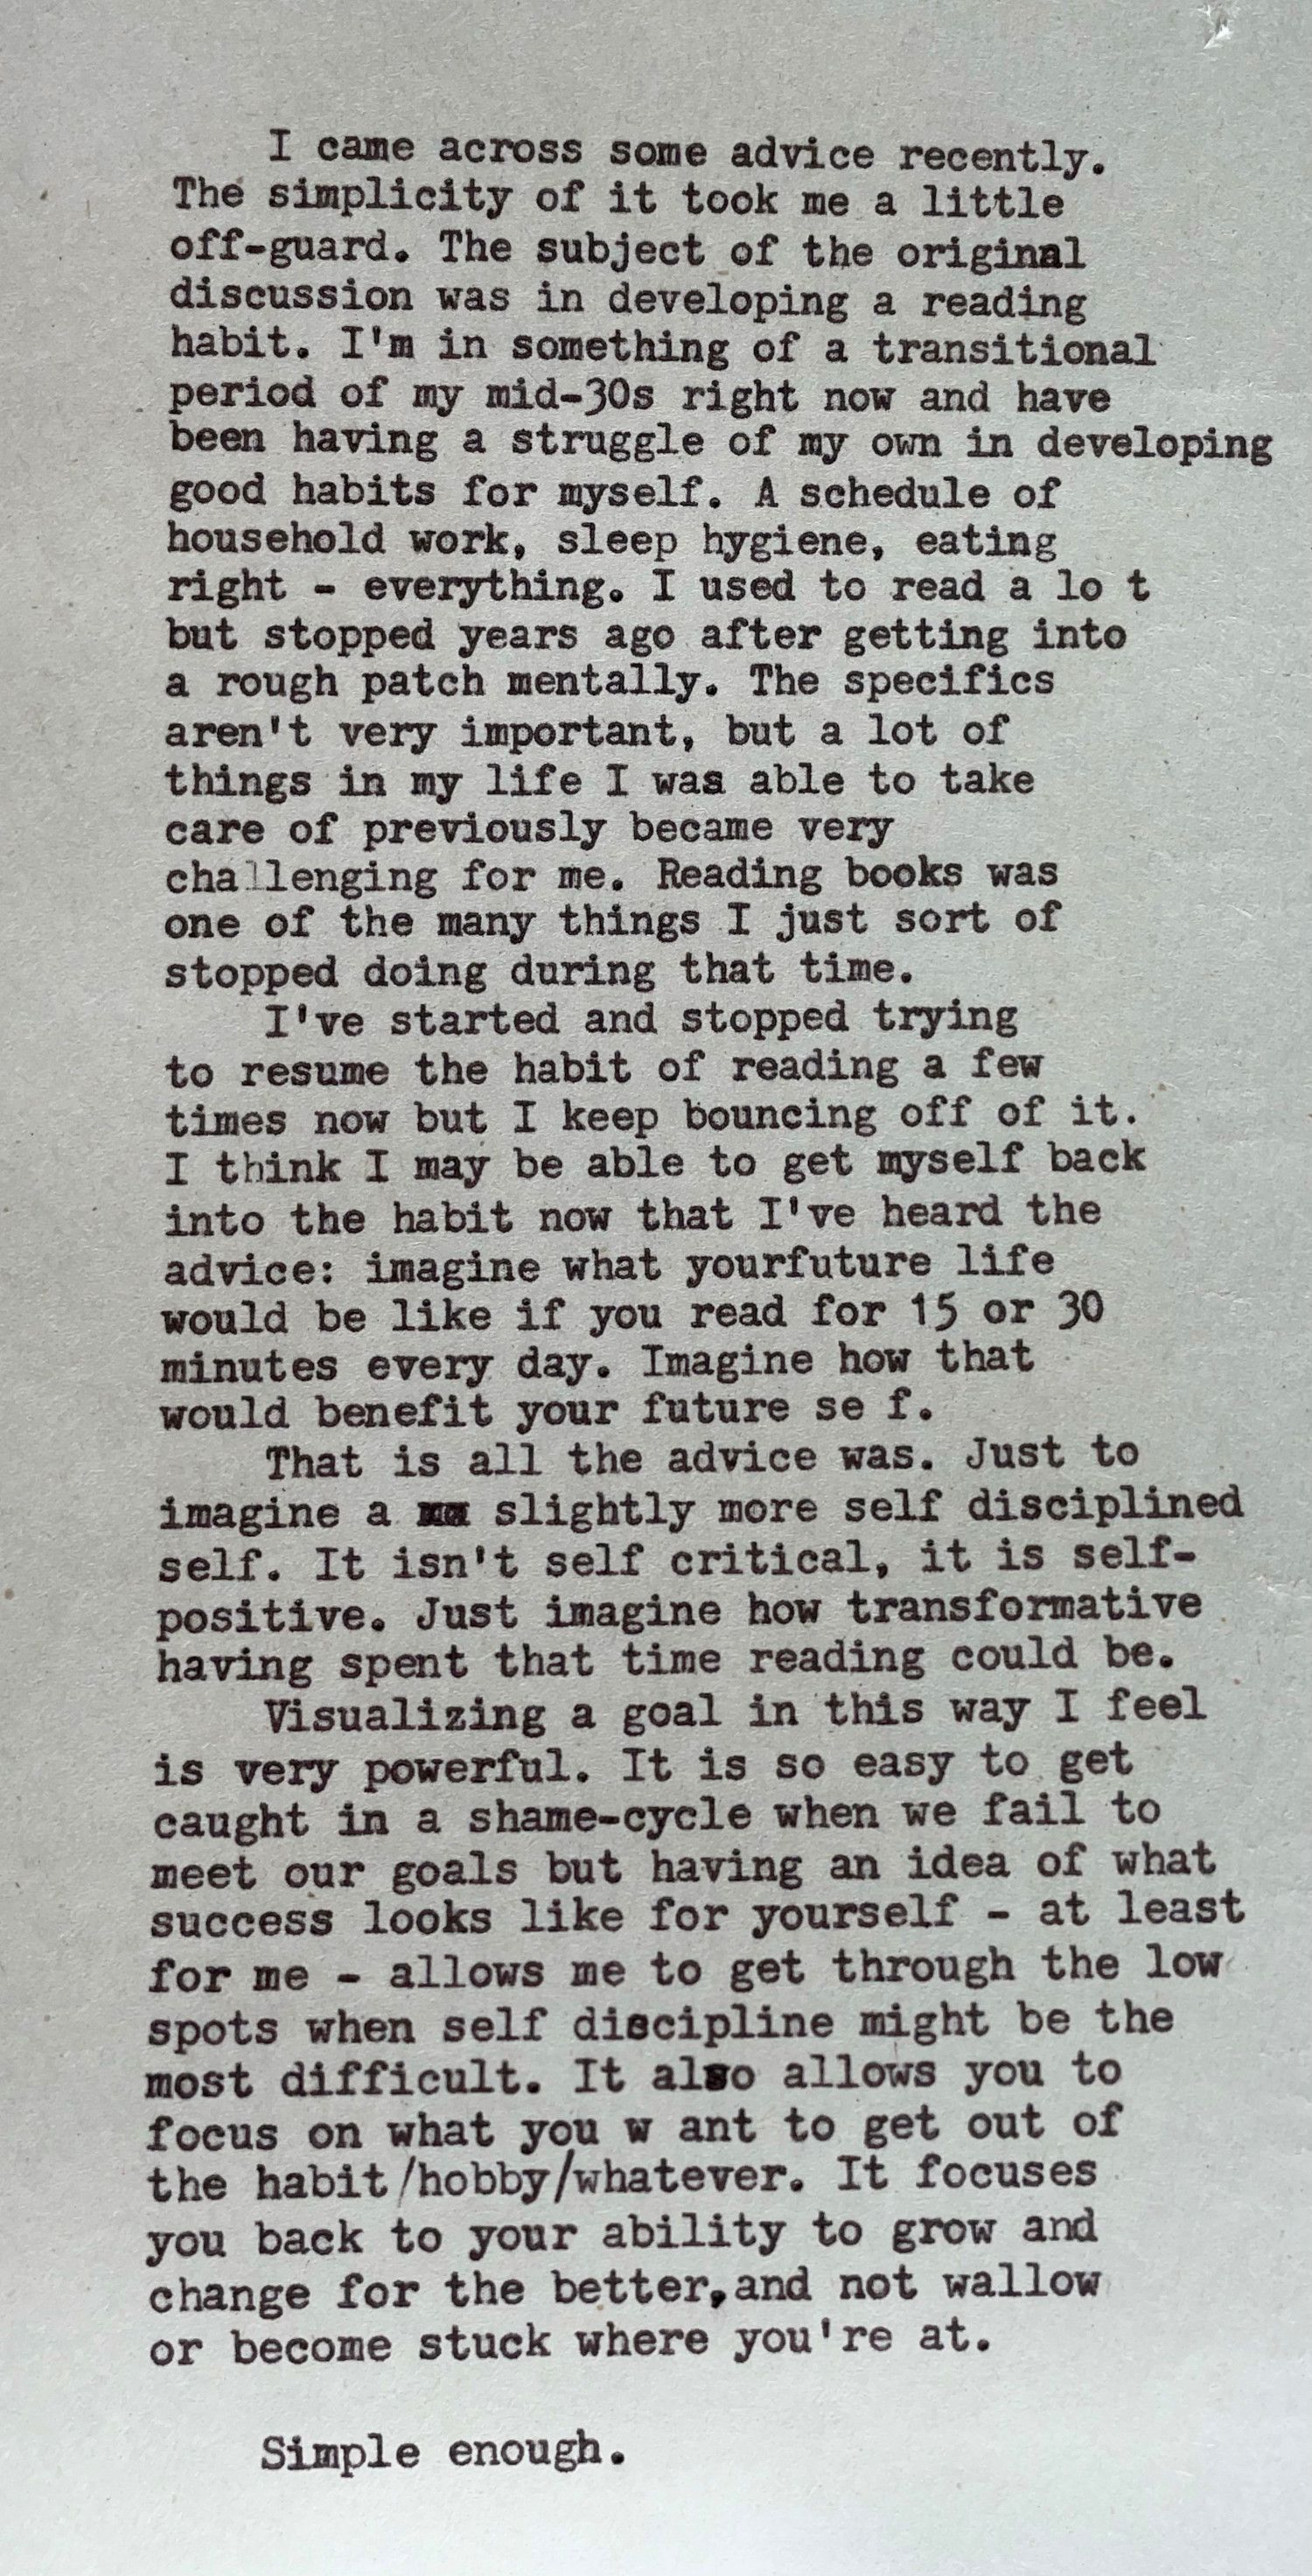 I came across some advice recently.
The simplicity of it took me a little
off-guard. The subject of the original
discussion was in developing a reading
habit. I'm in something of a transitional
period of my mid-30s right now and have
been having a struggle of my own in developing
good habits for myself. A schedule of
household work, sleep hygiene, eating
right - everything. I used to read a lo t
but stopped years ago after getting into
a rough patch mentally. The specifics
aren't very important, but a lot of
things in my life I was able to take
care of previously became very
challenging for me. Reading books was
one of the many things I just sort of
stopped doing during that time.
I've started and stopped trying
to resume the habit of reading a few
times now but I keep bouncing off of it.
I think I may be able to get myself back
into the habit now that I've heard the
advice: imagine what yourfuture life
would be like if you read for 15 or 30
minutes every day. Imagine how that
would benefit your future se f.
That is all the advice was. Just to
imagine a slightly more self disciplined
self. It isn't self critical, it is self-
positive. Just imagine how transformative
having spent that time reading could be.
Visualizing a goal in this way I feel
is very powerful. It is so easy to get
caught in a shame-cycle when we fail to
meet our goals but having an idea of what
success looks like for yourself - at least
for me - allows me to get through the low
spots when self discipline might be the
most difficult. It also allows you to
focus on what you w ant to get out of
the habit/hobby/whatever. It focuses
you back to your ability to grow and
change for the better,and not wallow
or become stuck where you're at.
Simple enough.